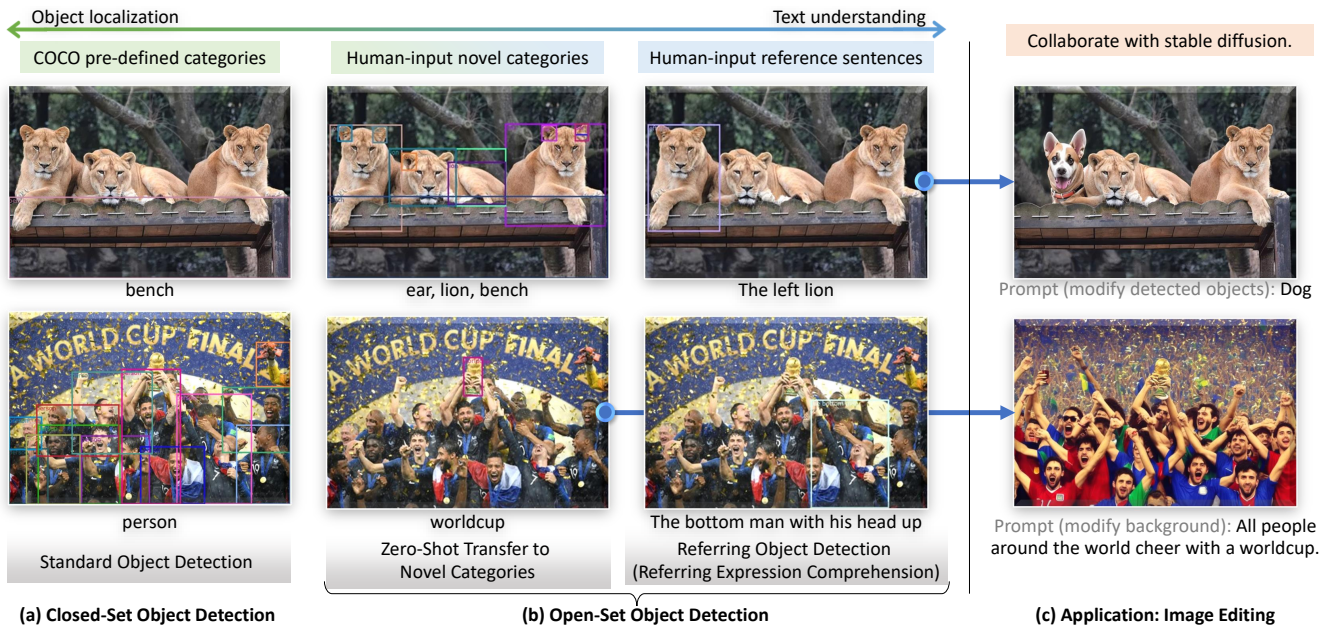 Object localization
Text understanding
COCO pre-defined categories
Human-input novel categories
Human-input reference sentences
Collaborate with stable diffusion.
bench
ear, lion, bench
The left lion
Prompt (modify detected objects): Dog
A WORLD CUP FINAL
A WORLD CUP FINAL
A WORLD CUP FINAL
person
worldcup
The bottom man with his head up
Prompt (modify background): All people
around the world cheer with a worldcup.
Standard Object Detection
Zero-Shot Transfer to
Novel Categories
Referring Object Detection
(Referring Expression Comprehension)
(a) Closed-Set Object Detection
(b) Open-Set Object Detection
(c) Application: Image Editing